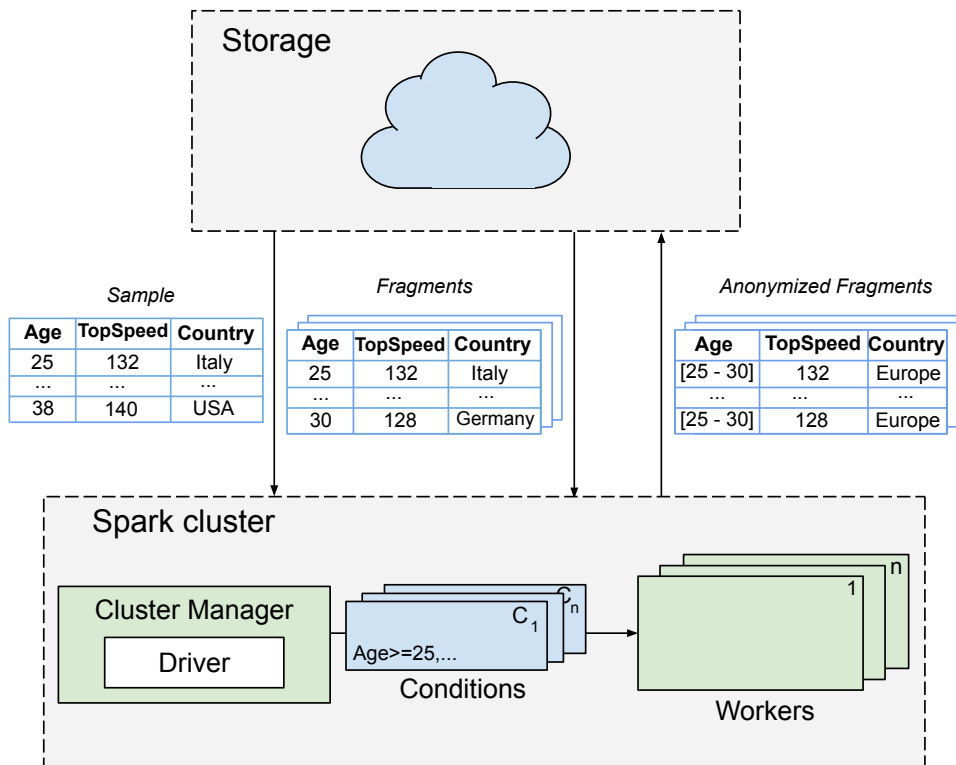 Storage
Sample
Age TopSpeed Country
25 132 Italy
... ... ...
38 140 USA
Fragments
Age TopSpeed Country
25 132 Italy
... ... ...
30 128 Germany
Anonymized Fragments
Age TopSpeed Country
[25 - 30] 132 Europe
... ... ...
[25 - 30] 128 Europe
Spark cluster
Cluster Manager
Driver
C n
C 1
Age>=25,...
Conditions
n
1
Workers